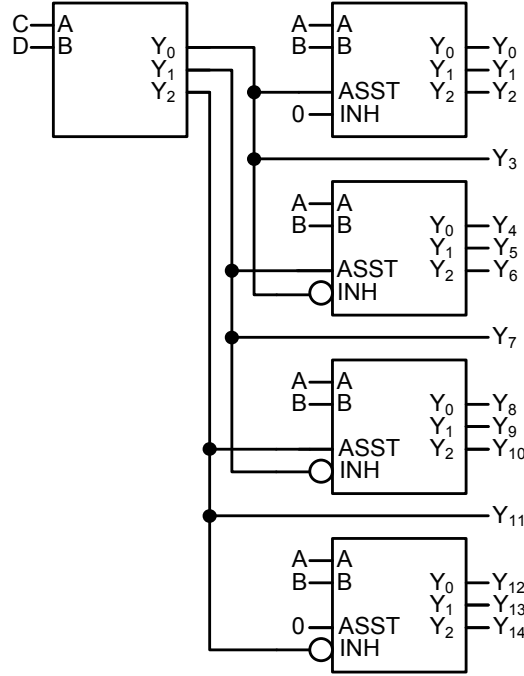 C A
D B Y₀
Y₁
Y₂
A A
B B Y₀ Y₀
Y₁ Y₁
ASST Y₂ Y₂
0 INH
Y₃
A A
B B Y₀ Y₄
Y₁ Y₅
ASST Y₂ Y₆
INH
Y₇
A A
B B Y₀ Y₈
Y₁ Y₉
ASST Y₂ Y₁₀
INH
Y₁₁
A A
B B Y₀ Y₁₂
Y₁ Y₁₃
0 ASST Y₂ Y₁₄
INH